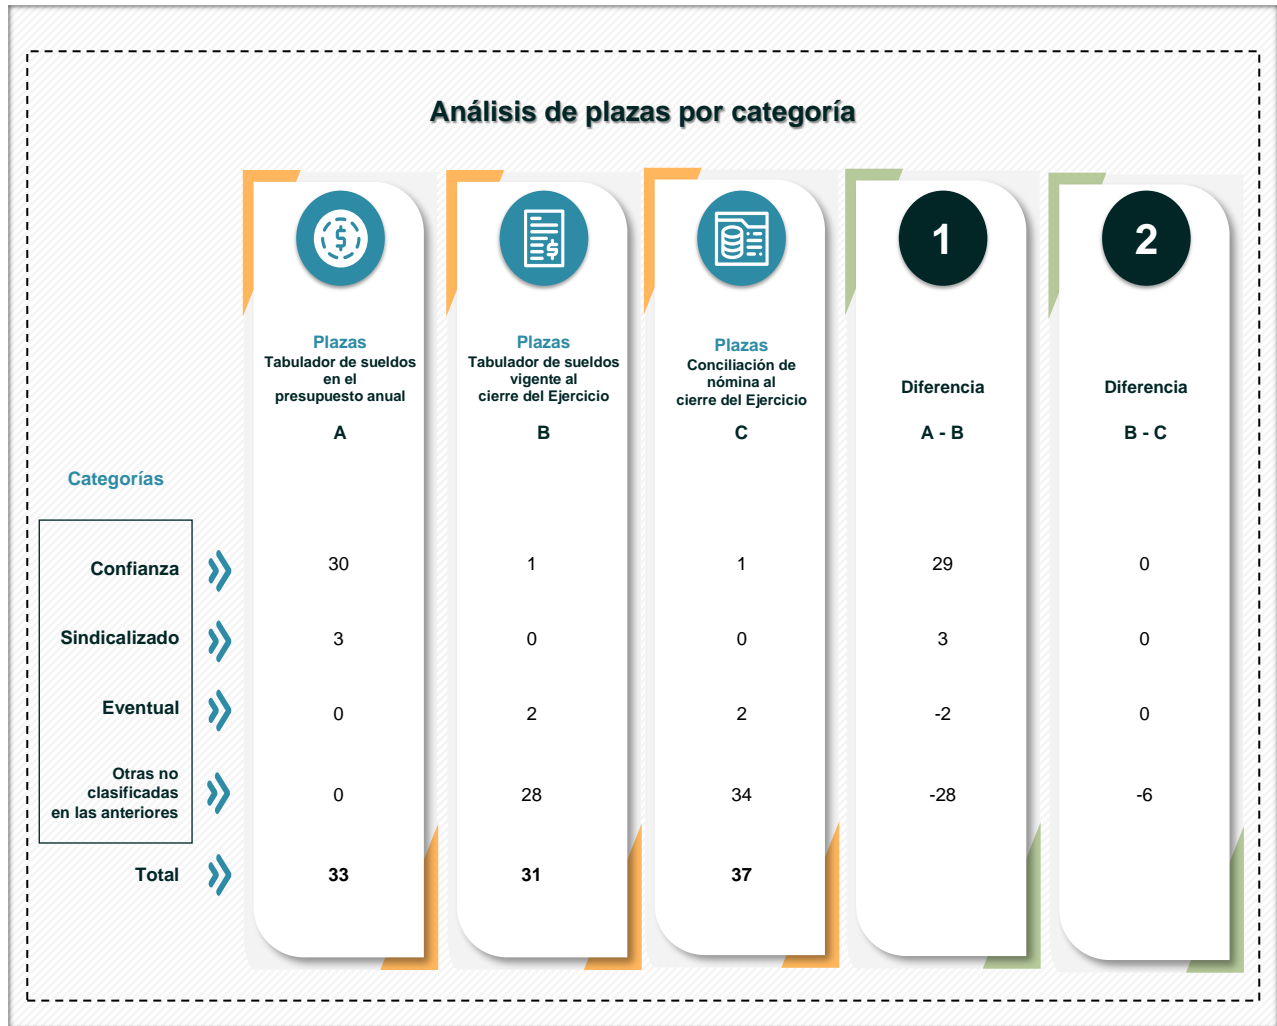 Análisis de plazas por categoría
1
2
Plazas
Tabulador de sueldos
en el
presupuesto anual
A
Plazas
Tabulador de sueldos
vigente al
cierre del Ejercicio
B
Plazas
Conciliación de
nómina al
cierre del Ejercicio
C
Diferencia
A - B
Diferencia
B - C
Categorías
Confianza 30 1 1 29 0
Sindicalizado 3 0 0 3 0
Eventual 0 2 2 -2 0
Otras no
clasificadas
en las anteriores
0 28 34 -28 -6
Total 33 31 37